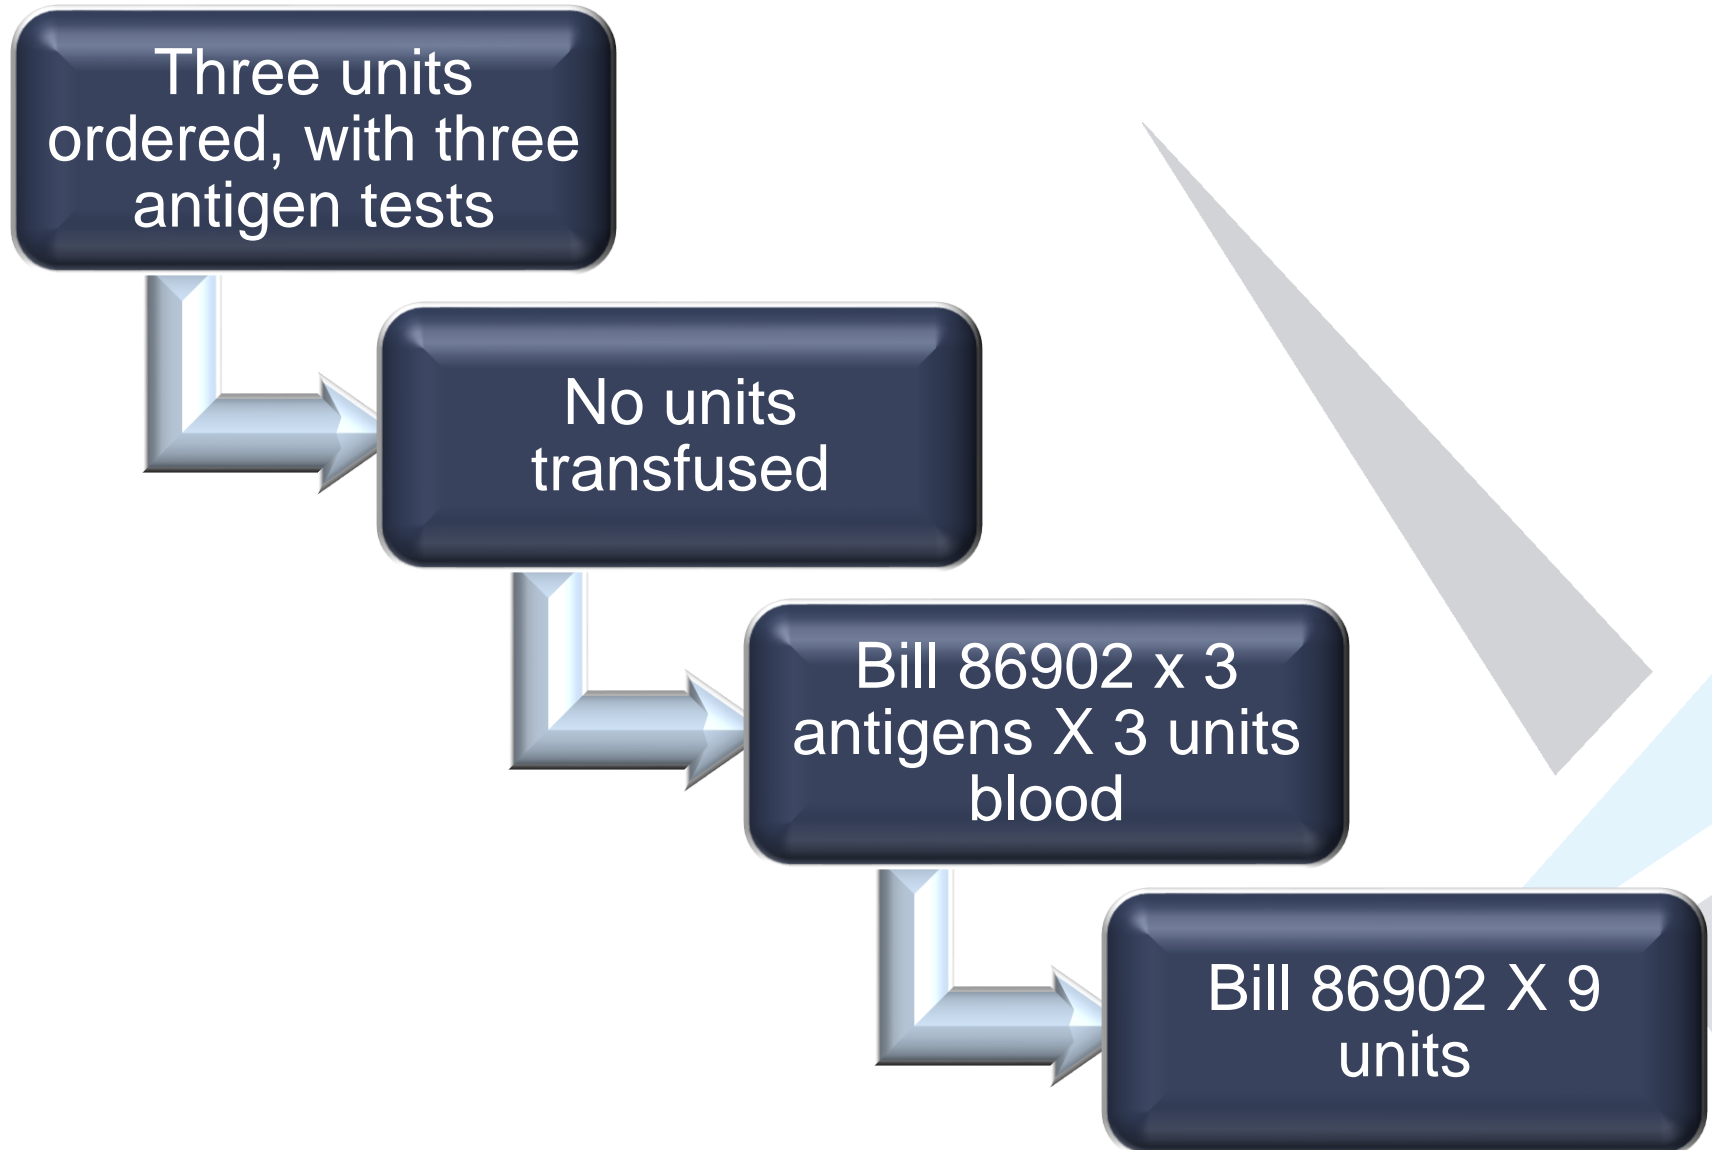 Three units
ordered, with three
antigen tests
No units
transfused
Bill 86902 x 3
antigens X 3 units
blood
Bill 86902 X 9
units